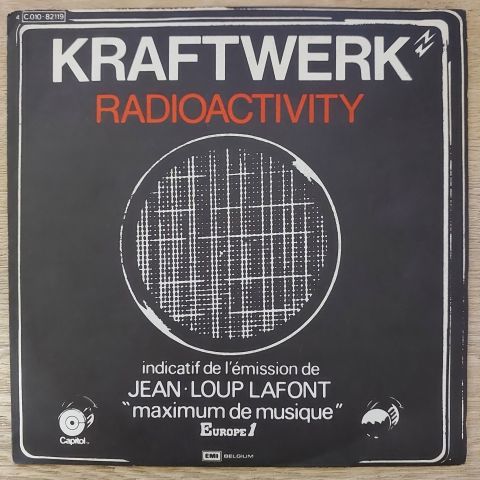 4 C 010-82119
KRAFTWERK
RADIOACTIVITY
indicatif de l'émission de
JEAN·LOUP LAFONT
"maximum de musique"
EUROPE 1
Capitol™
EMI BELGIUM